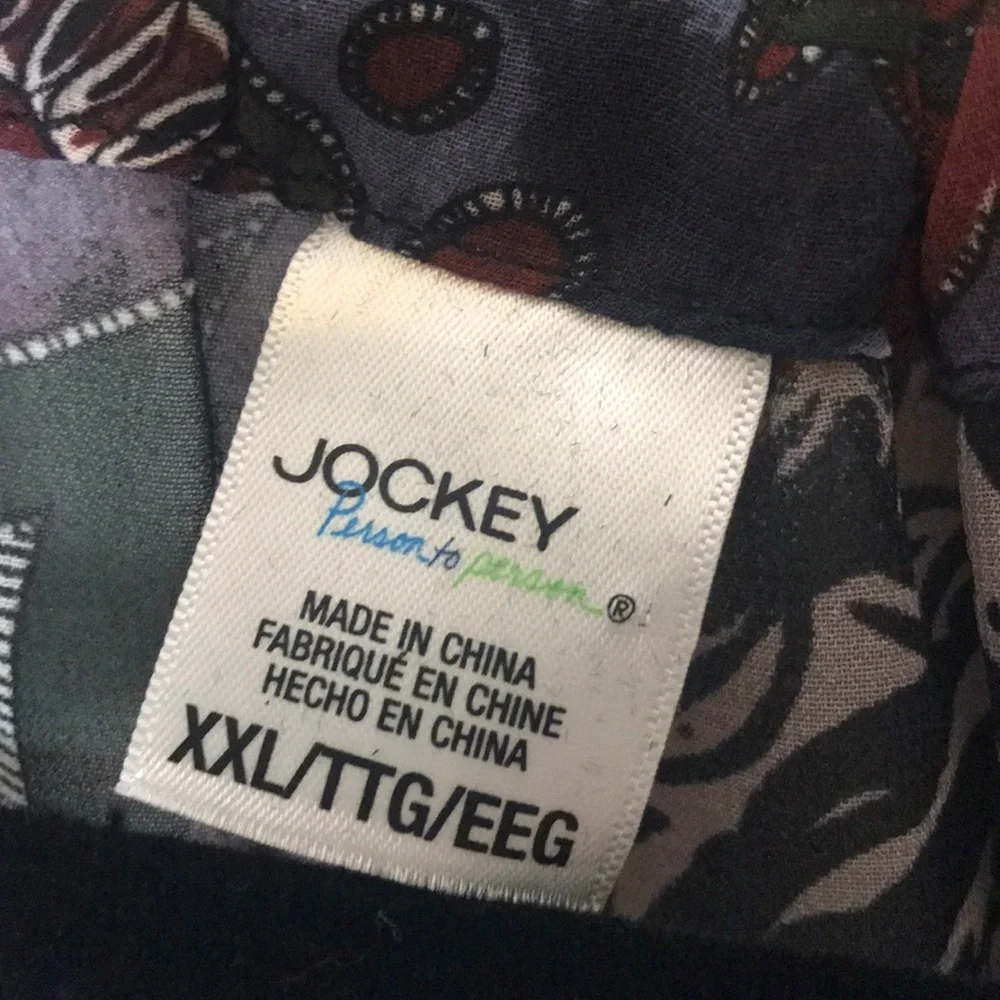 JOCKEY
Person to person ®
MADE IN CHINA
FABRIQUÉ EN CHINE
HECHO EN CHINA
XXL/TTG/EEG